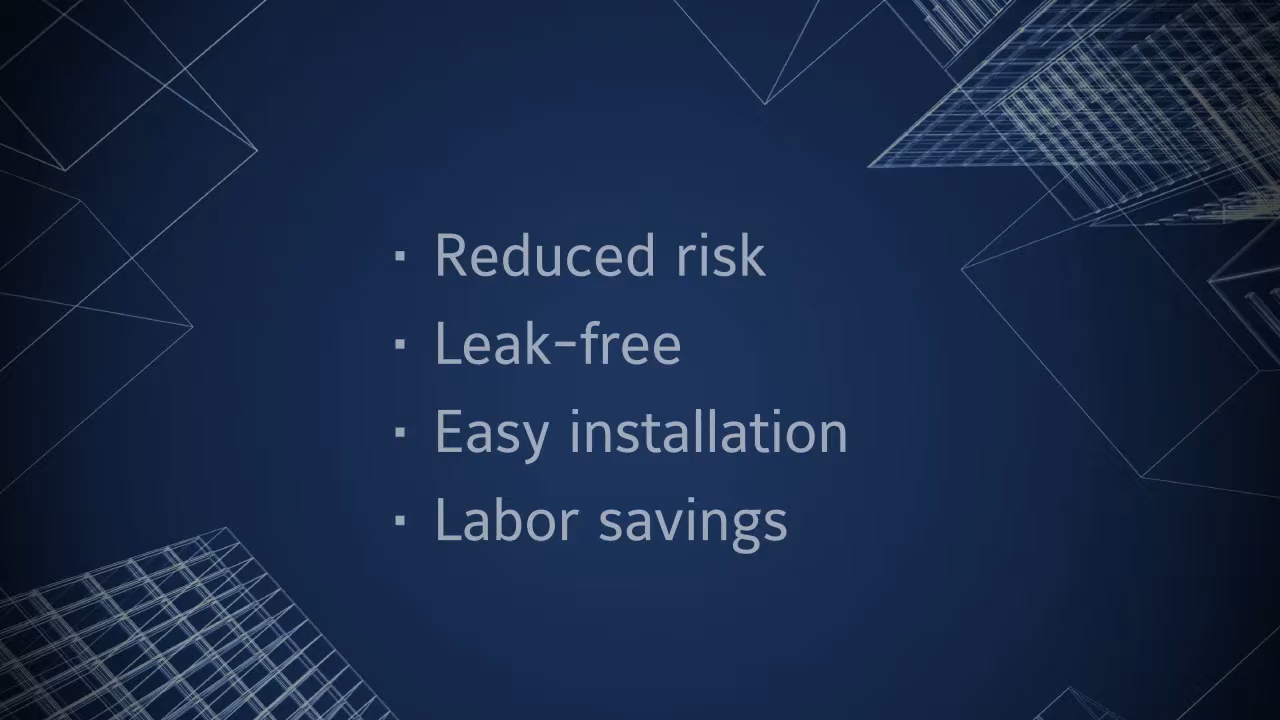 ▪ Reduced risk
▪ Leak-free
▪ Easy installation
▪ Labor savings